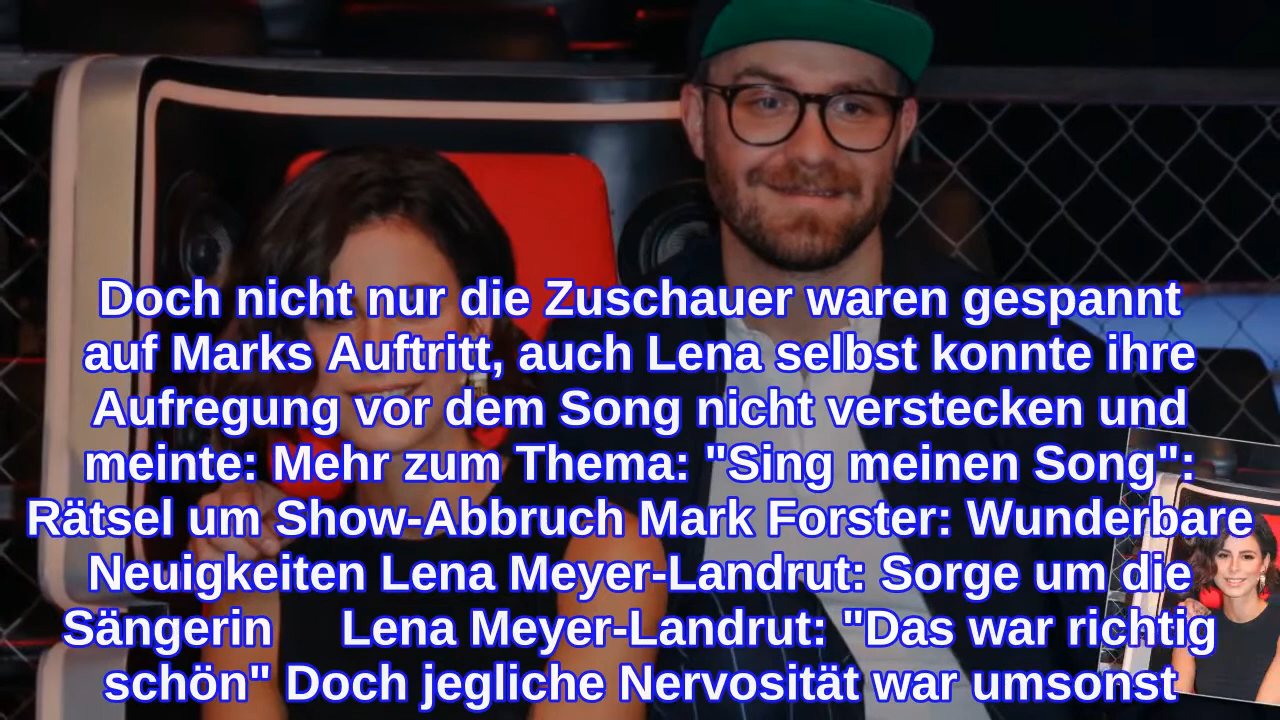 Doch nicht nur die Zuschauer waren gespannt
auf Marks Auftritt, auch Lena selbst konnte ihre
Aufregung vor dem Song nicht verstecken und
meinte: Mehr zum Thema: "Sing meinen Song":
Rätsel um Show-Abbruch Mark Forster: Wunderbare
Neuigkeiten Lena Meyer-Landrut: Sorge um die
Sängerin Lena Meyer-Landrut: "Das war richtig
schön" Doch jegliche Nervosität war umsonst